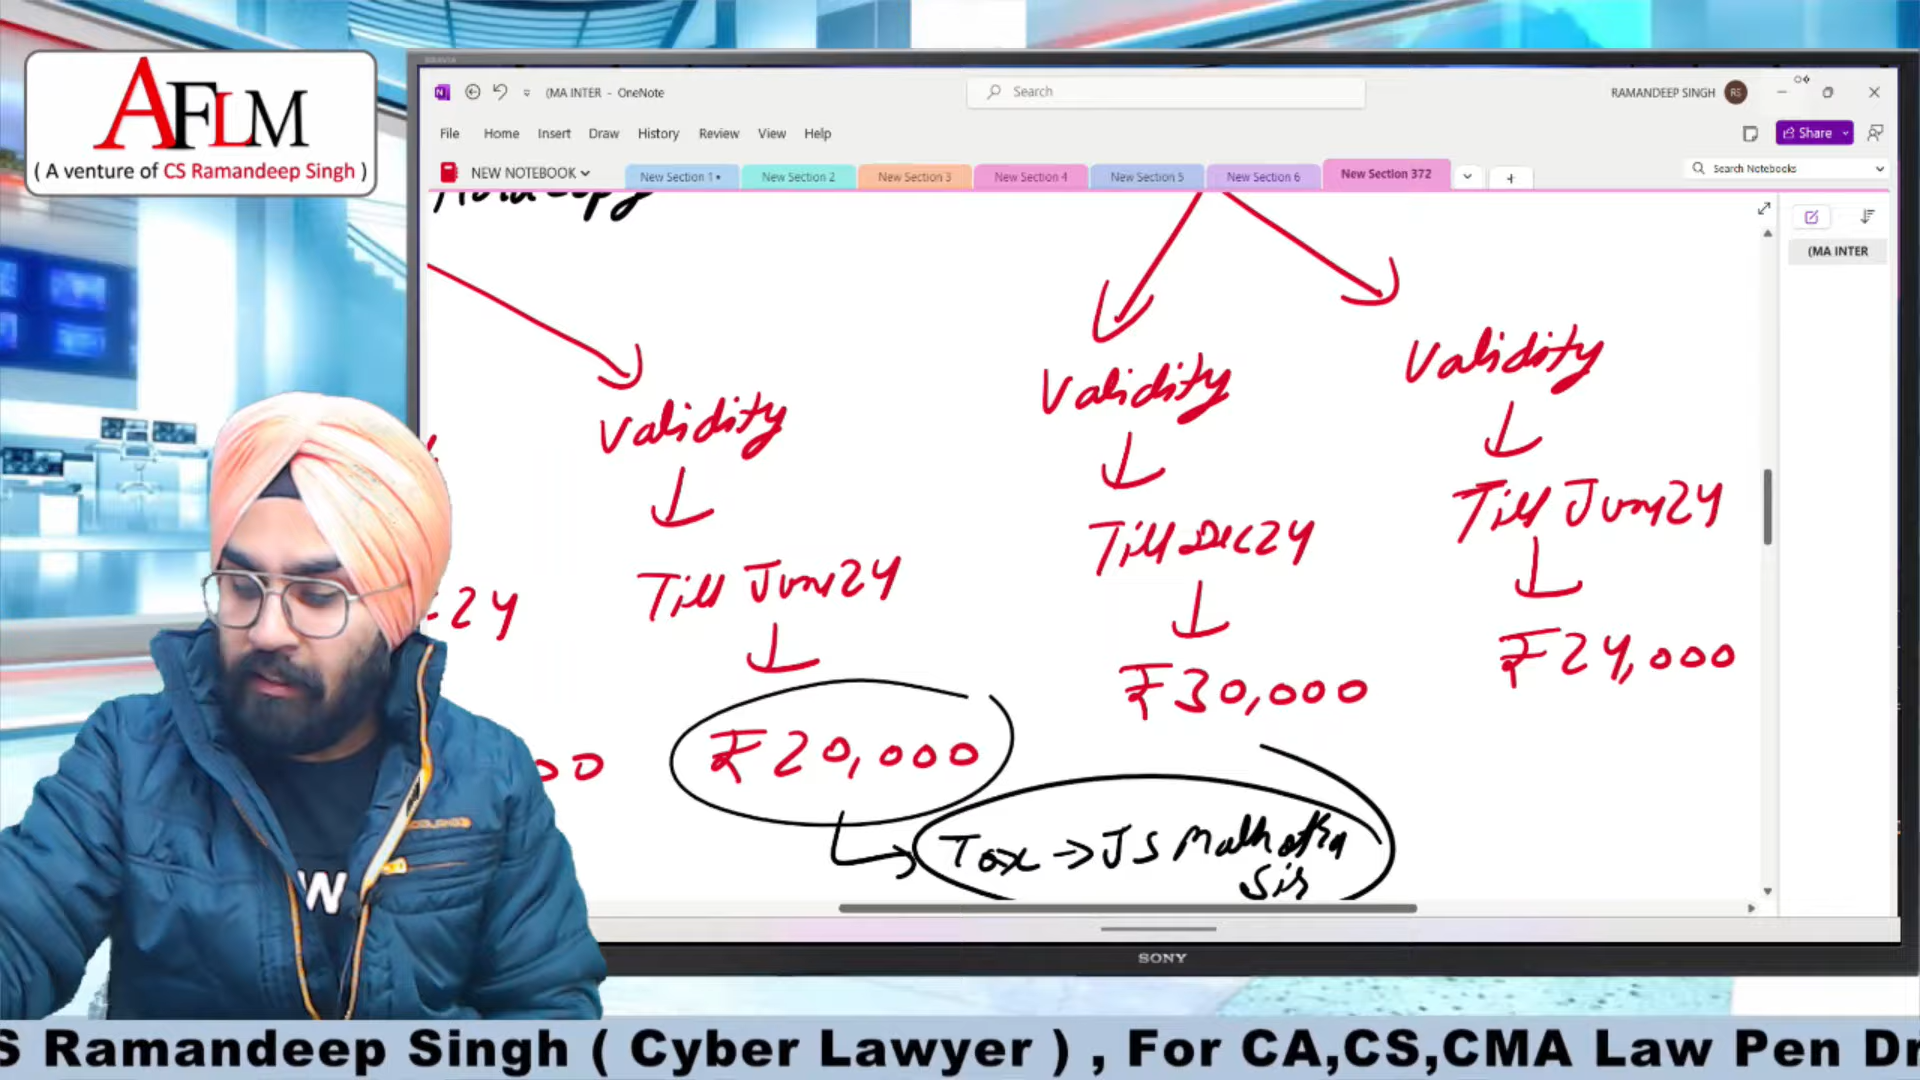 AFLM
( A venture of CS Ramandeep Singh )
(MA INTER - OneNote
Search
RAMANDEEP SINGH
RS
File Home Insert Draw History Review View Help
Share
NEW NOTEBOOK
New Section 1
New Section 2
New Section 3
New Section 4
New Section 5
New Section 6
New Section 372
+
Search Notebooks
(MA INTER
Validity
Validity
Validity
Till Jun24
Till Dec24
Till Jun24
24
₹24,000
₹30,000
₹20,000
00
Tax → JS Malhotra
Sir
W
SONY
S Ramandeep Singh ( Cyber Lawyer ) , For CA,CS,CMA Law Pen Dr